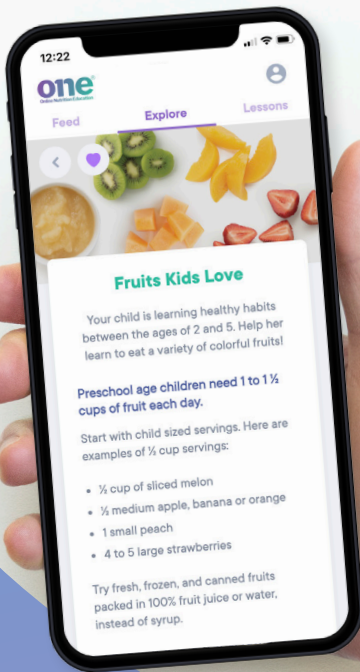 12:22
one
Online Nutrition Education
Feed
Explore
Lessons
Fruits Kids Love
Your child is learning healthy habits
between the ages of 2 and 5. Help her
learn to eat a variety of colorful fruits!
Preschool age children need 1 to 1 ½
cups of fruit each day.
Start with child sized servings. Here are
examples of ½ cup servings:
• ½ cup of sliced melon
• ½ medium apple, banana or orange
• 1 small peach
• 4 to 5 large strawberries
Try fresh, frozen, and canned fruits
packed in 100% fruit juice or water,
instead of syrup.